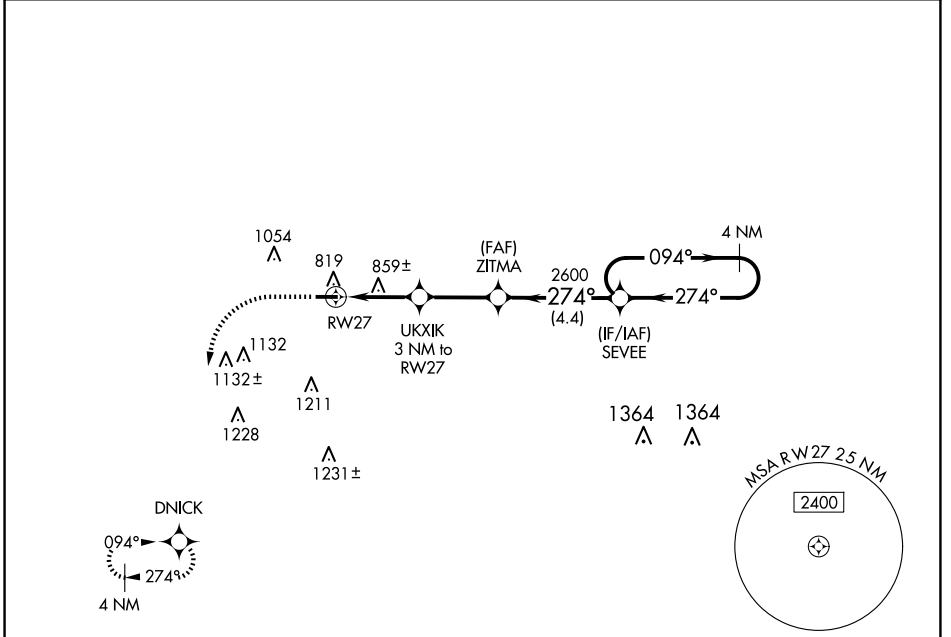 1054
819
859±
(FAF)
ZITMA
2600
274°
(4.4)
094°
4 NM
274°
RW27
UKXIK
3 NM to
RW27
(IF/IAF)
SEVEE
1132
1132±
1211
1228
1231±
1364
1364
MSA RW27 25 NM
2400
DNICK
094°
274°
4 NM